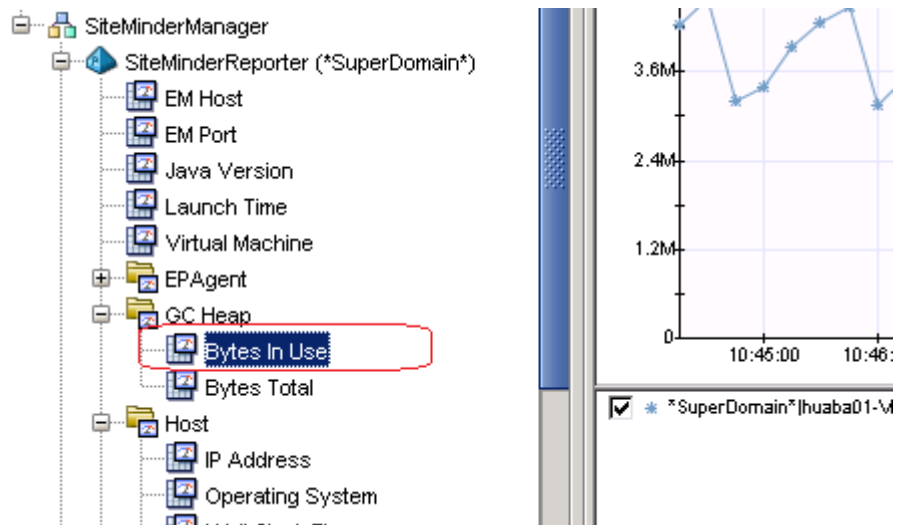 SiteMinderManager
SiteMinderReporter (*SuperDomain*)
EM Host
EM Port
Java Version
Launch Time
Virtual Machine
EPAgent
GC Heap
Bytes In Use
Bytes Total
Host
IP Address
Operating System
3.6M
2.4M
1.2M
0
10:45:00 10:46:
*SuperDomain*|huaba01-